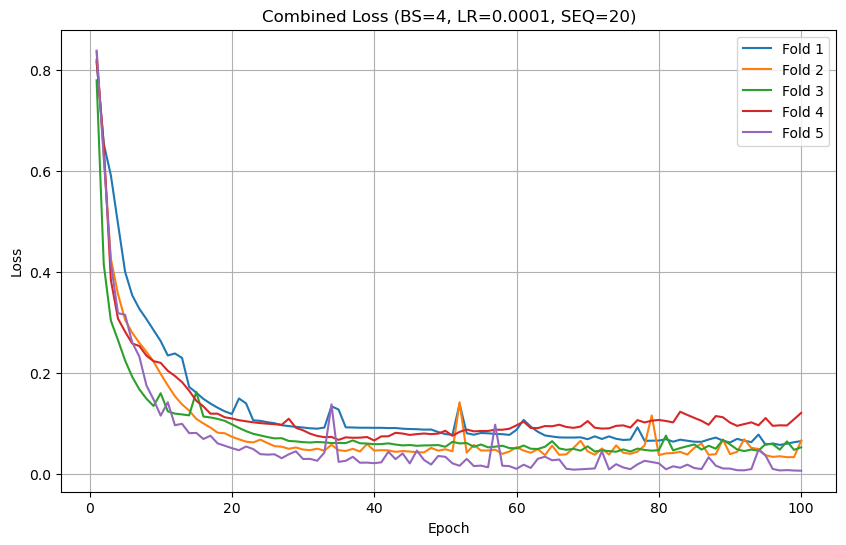 Combined Loss (BS=4, LR=0.0001, SEQ=20)
Fold 1
Fold 2
Fold 3
Fold 4
Fold 5
Loss
0.8
0.6
0.4
0.2
0.0
0
20
40
60
80
100
Epoch